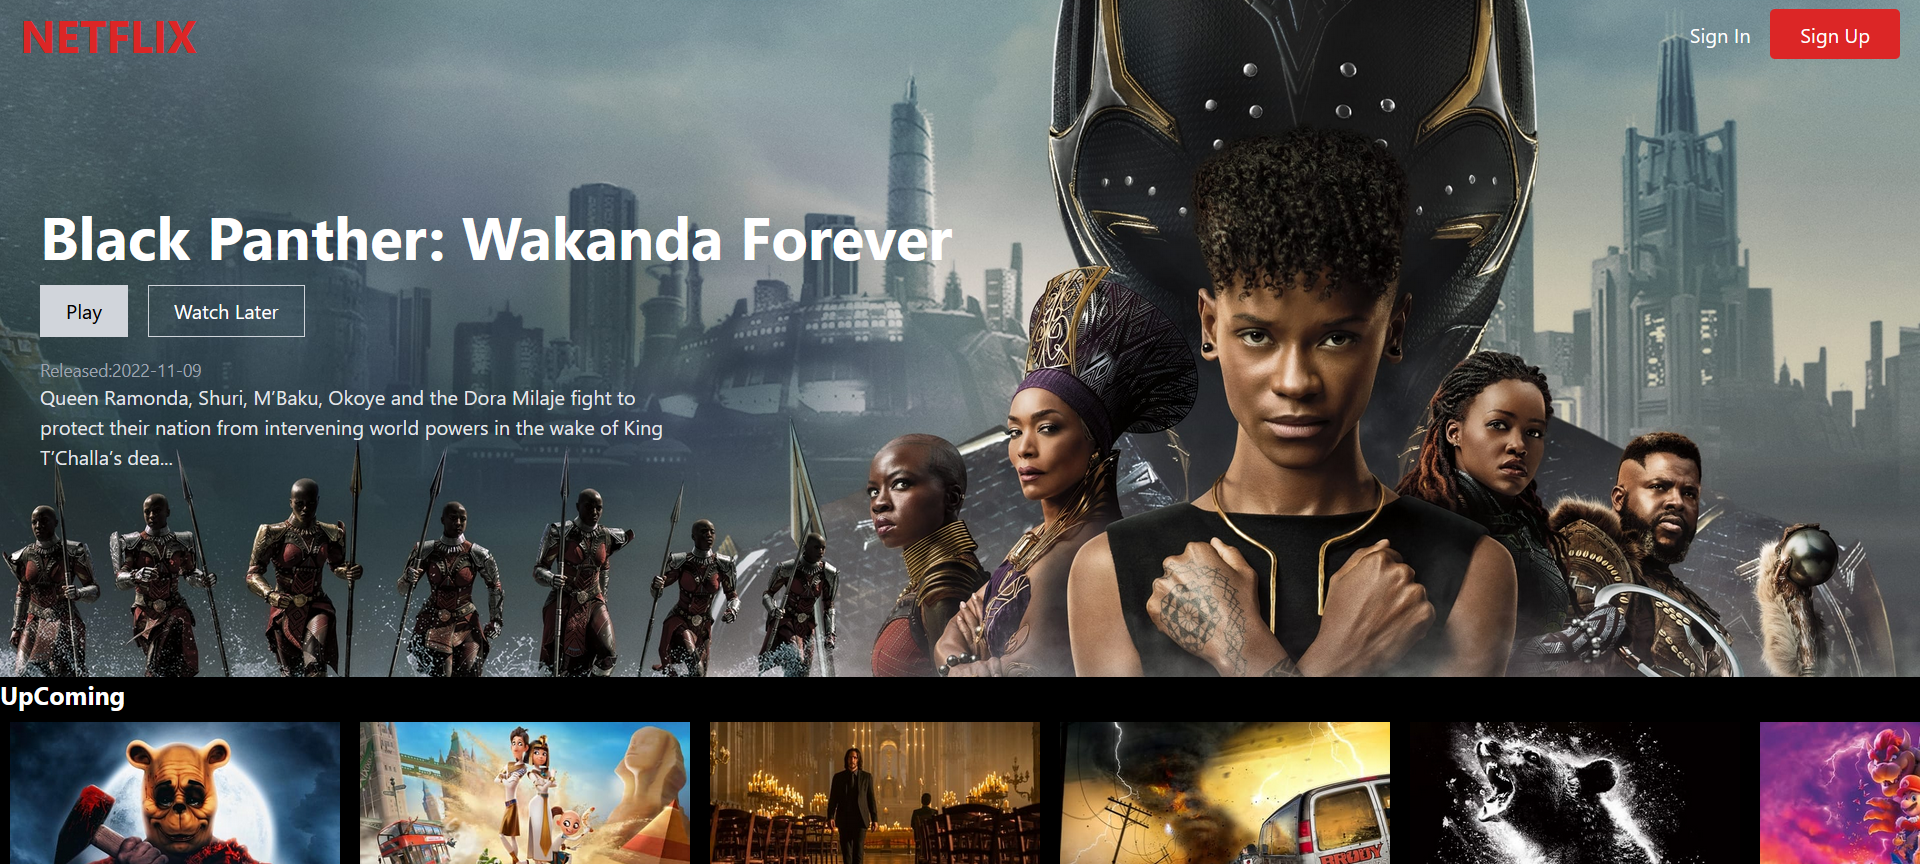 NETFLIX
Sign In
Sign Up
Black Panther: Wakanda Forever
Play
Watch Later
Released:2022-11-09
Queen Ramonda, Shuri, M’Baku, Okoye and the Dora Milaje fight to
protect their nation from intervening world powers in the wake of King
T’Challa’s dea...
UpComing
BRODY